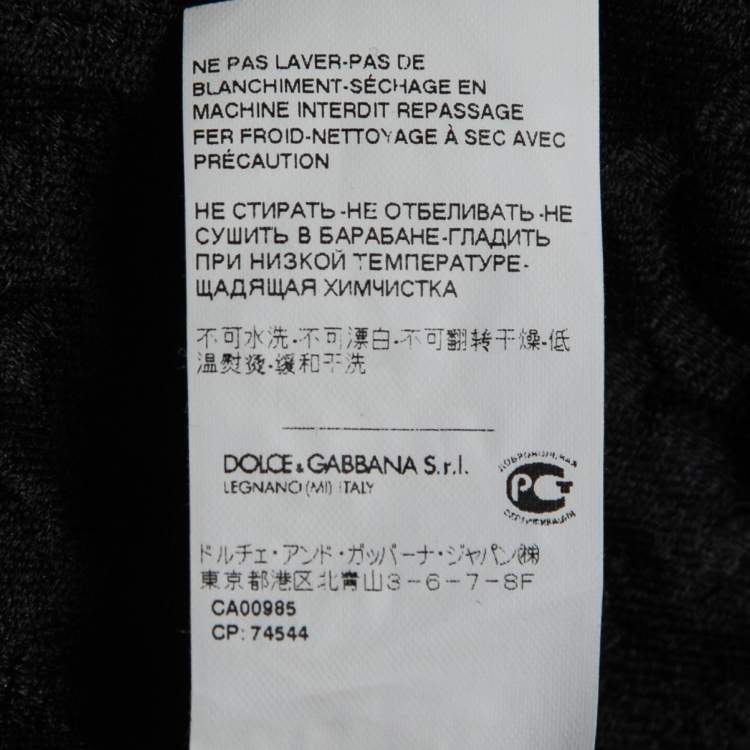 NE PAS LAVER-PAS DE
BLANCHIMENT-SÉCHAGE EN
MACHINE INTERDIT REPASSAGE
FER FROID-NETTOYAGE À SEC AVEC
PRÉCAUTION
НЕ СТИРАТЬ-НЕ ОТБЕЛИВАТЬ-НЕ
СУШИТЬ В БАРАБАНЕ-ГЛАДИТЬ
ПРИ НИЗКОЙ ТЕМПЕРАТУРЕ-
ЩАДЯЩАЯ ХИМЧИСТКА
不可水洗-不可漂白-不可翻转干燥-低
温熨烫-缓和干洗
DOLCE & GABBANA S.r.l.
LEGNANO (MI) ITALY
ДОБРОВОЛЬНАЯ
РСТ
СЕРТИФИКАЦИЯ
ドルチェ・アンド・ガッバーナ・ジャパン㈱
東京都港区北青山3-6-7-8F
CA00985
CP: 74544